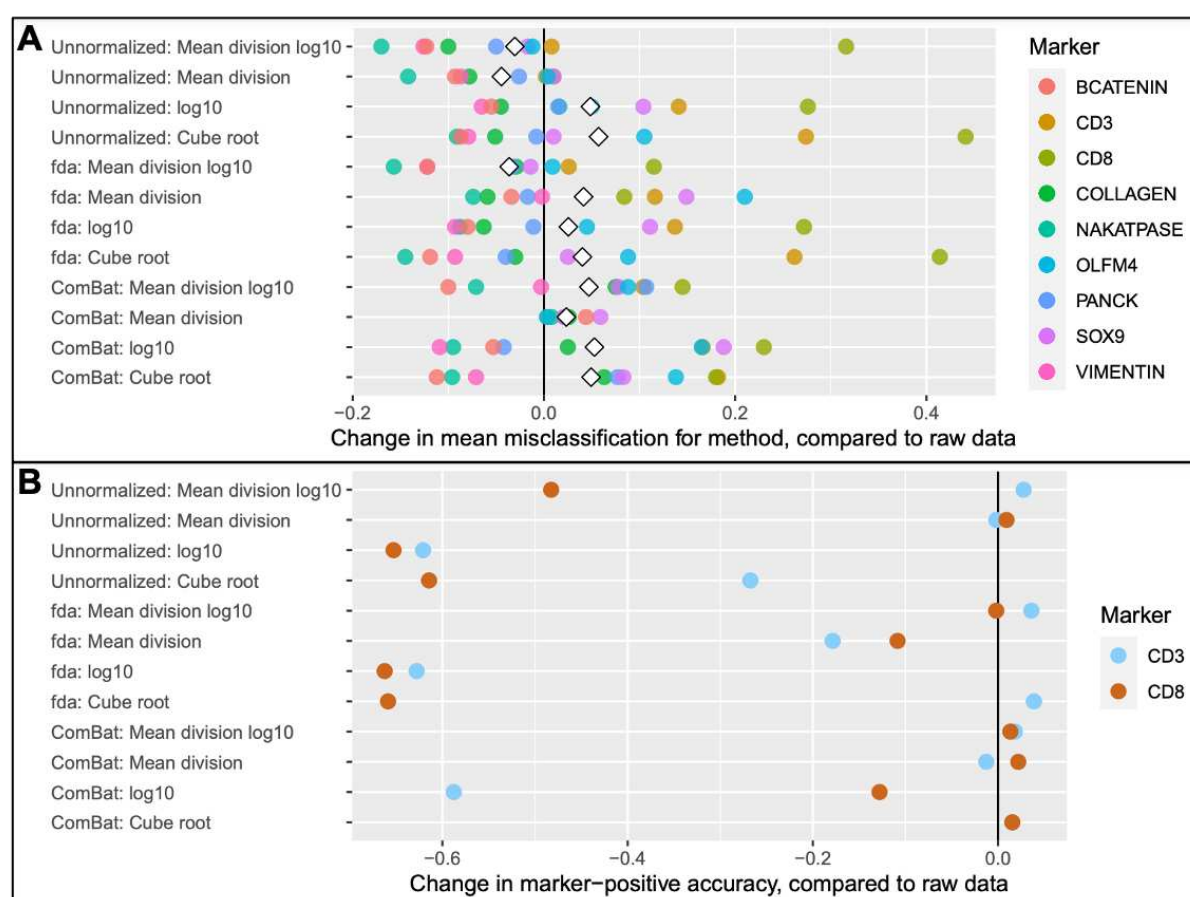 A
Unnormalized: Mean division log10
Unnormalized: Mean division
Unnormalized: log10
Unnormalized: Cube root
fda: Mean division log10
fda: Mean division
fda: log10
fda: Cube root
ComBat: Mean division log10
ComBat: Mean division
ComBat: log10
ComBat: Cube root
−0.2 0.0 0.2 0.4
Change in mean misclassification for method, compared to raw data
Marker
BCATENIN
CD3
CD8
COLLAGEN
NAKATPASE
OLFM4
PANCK
SOX9
VIMENTIN
B
Unnormalized: Mean division log10
Unnormalized: Mean division
Unnormalized: log10
Unnormalized: Cube root
fda: Mean division log10
fda: Mean division
fda: log10
fda: Cube root
ComBat: Mean division log10
ComBat: Mean division
ComBat: log10
ComBat: Cube root
−0.6 −0.4 −0.2 0.0
Change in marker−positive accuracy, compared to raw data
Marker
CD3
CD8